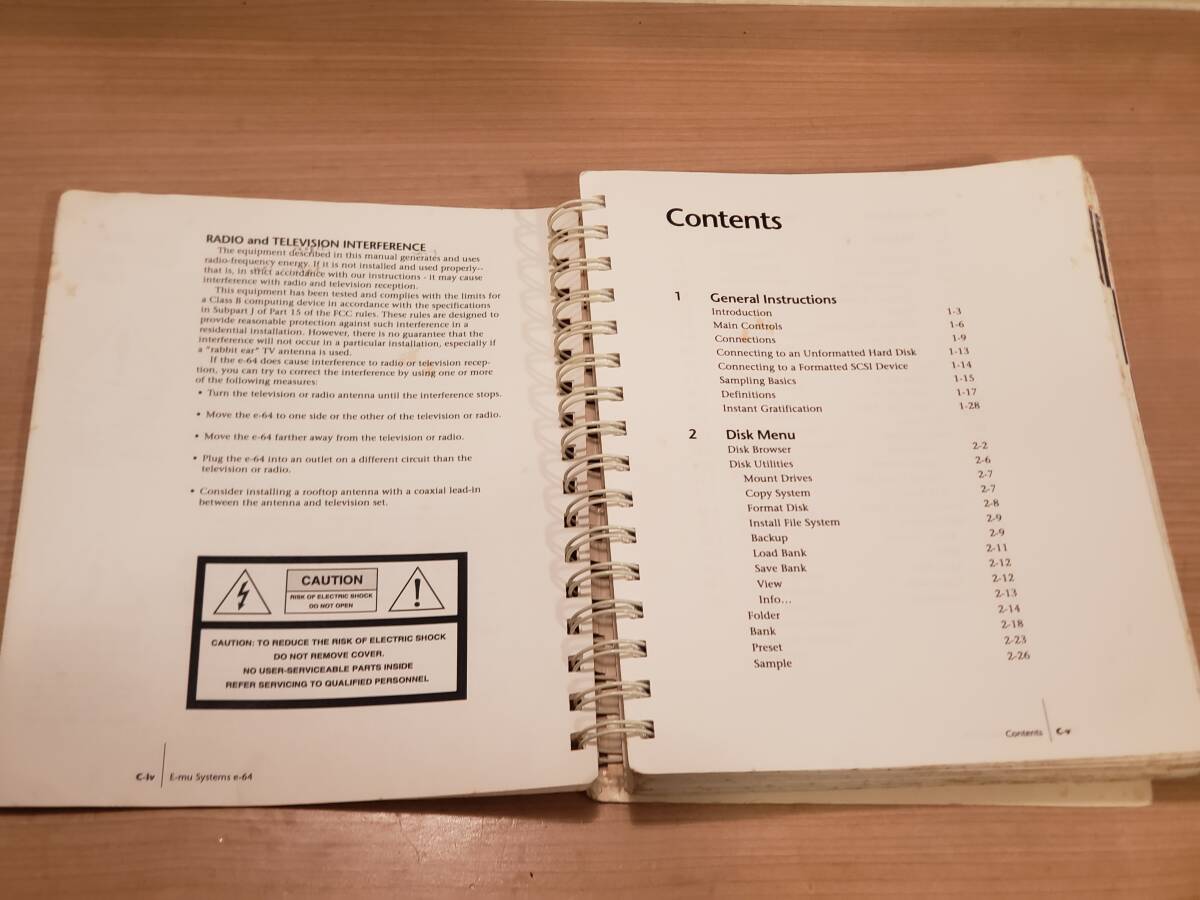 RADIO and TELEVISION INTERFERENCE
The equipment described in this manual generates and uses
radio-frequency energy. If it is not installed and used properly--
that is, in strict accordance with our instructions - it may cause
interference with radio and television reception.
This equipment has been tested and complies with the limits for
a Class B computing device in accordance with the specifications
in Subpart J of Part 15 of the FCC rules. These rules are designed to
provide reasonable protection against such interference in a
residential installation. However, there is no guarantee that the
interference will not occur in a particular installation, especially if
a "rabbit ear" TV antenna is used.
If the e-64 does cause interference to radio or television recep-
tion, you can try to correct the interference by using one or more
of the following measures:
• Turn the television or radio antenna until the interference stops.
• Move the e-64 to one side or the other of the television or radio.
• Move the e-64 farther away from the television or radio.
• Plug the e-64 into an outlet on a different circuit than the
television or radio.
• Consider installing a rooftop antenna with a coaxial lead-in
between the antenna and television set.
CAUTION
RISK OF ELECTRIC SHOCK
DO NOT OPEN
CAUTION: TO REDUCE THE RISK OF ELECTRIC SHOCK
DO NOT REMOVE COVER.
NO USER-SERVICEABLE PARTS INSIDE
REFER SERVICING TO QUALIFIED PERSONNEL
C-iv E-mu Systems e-64
Contents
1 General Instructions
Introduction 1-3
Main Controls 1-6
Connections 1-9
Connecting to an Unformatted Hard Disk 1-13
Connecting to a Formatted SCSI Device 1-14
Sampling Basics 1-15
Definitions 1-17
Instant Gratification 1-28
2 Disk Menu
Disk Browser 2-2
Disk Utilities 2-6
Mount Drives 2-7
Copy System 2-7
Format Disk 2-8
Install File System 2-9
Backup 2-9
Load Bank 2-11
Save Bank 2-12
View 2-12
Info... 2-13
Folder 2-14
Bank 2-18
Preset 2-23
Sample 2-26
Contents C-v